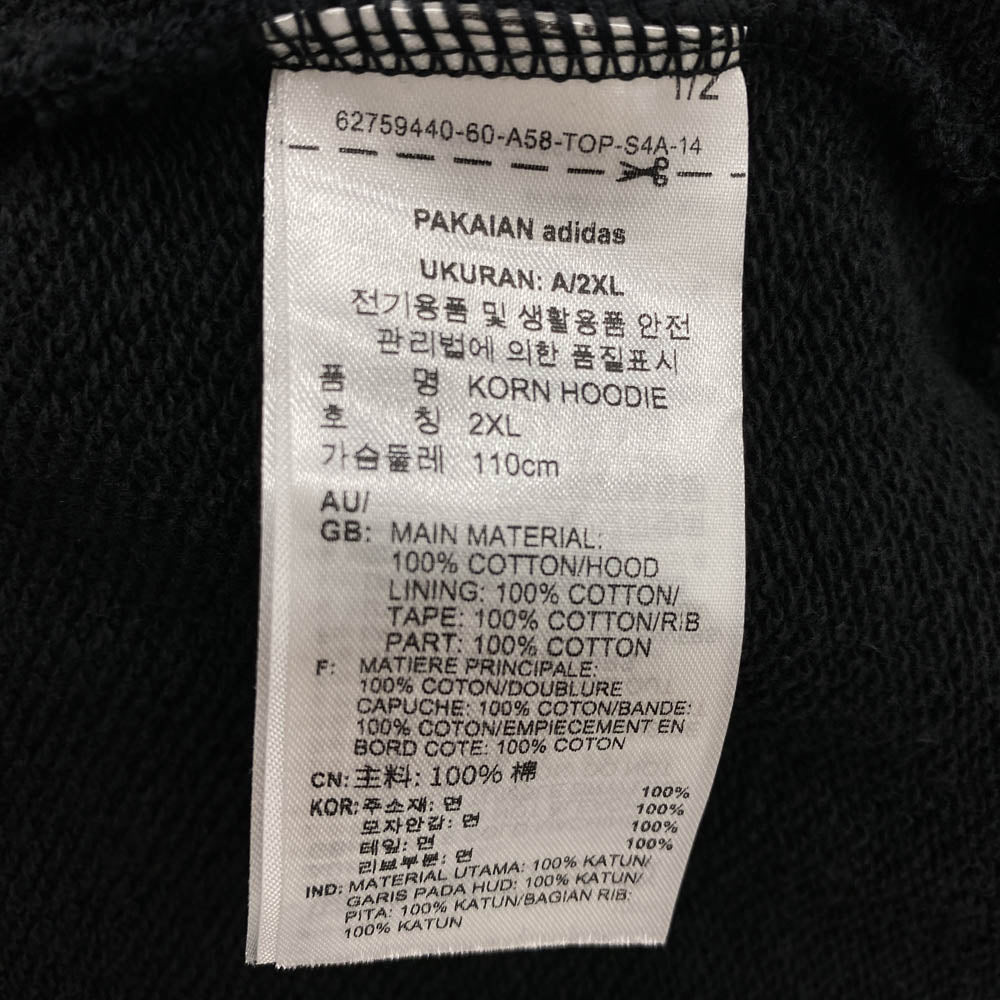 1/2
62759440-60-A58-TOP-S4A-14
PAKAIAN adidas
UKURAN: A/2XL
전기용품 및 생활용품 안전
관리법에 의한 품질표시
품 명 KORN HOODIE
호 칭 2XL
가슴둘레 110cm
AU/
GB: MAIN MATERIAL:
100% COTTON/HOOD
LINING: 100% COTTON/
TAPE: 100% COTTON/RIB
PART: 100% COTTON
F: MATIERE PRINCIPALE:
100% COTON/DOUBLURE
CAPUCHE: 100% COTON/BANDE:
100% COTON/EMPIECEMENT EN
BORD COTE: 100% COTON
CN: 主料: 100% 棉
KOR: 주소재: 면 100%
모자안감: 면 100%
테잎: 면 100%
리브부분: 면 100%
IND: MATERIAL UTAMA: 100% KATUN/
GARIS PADA HUD: 100% KATUN/
PITA: 100% KATUN/BAGIAN RIB:
100% KATUN